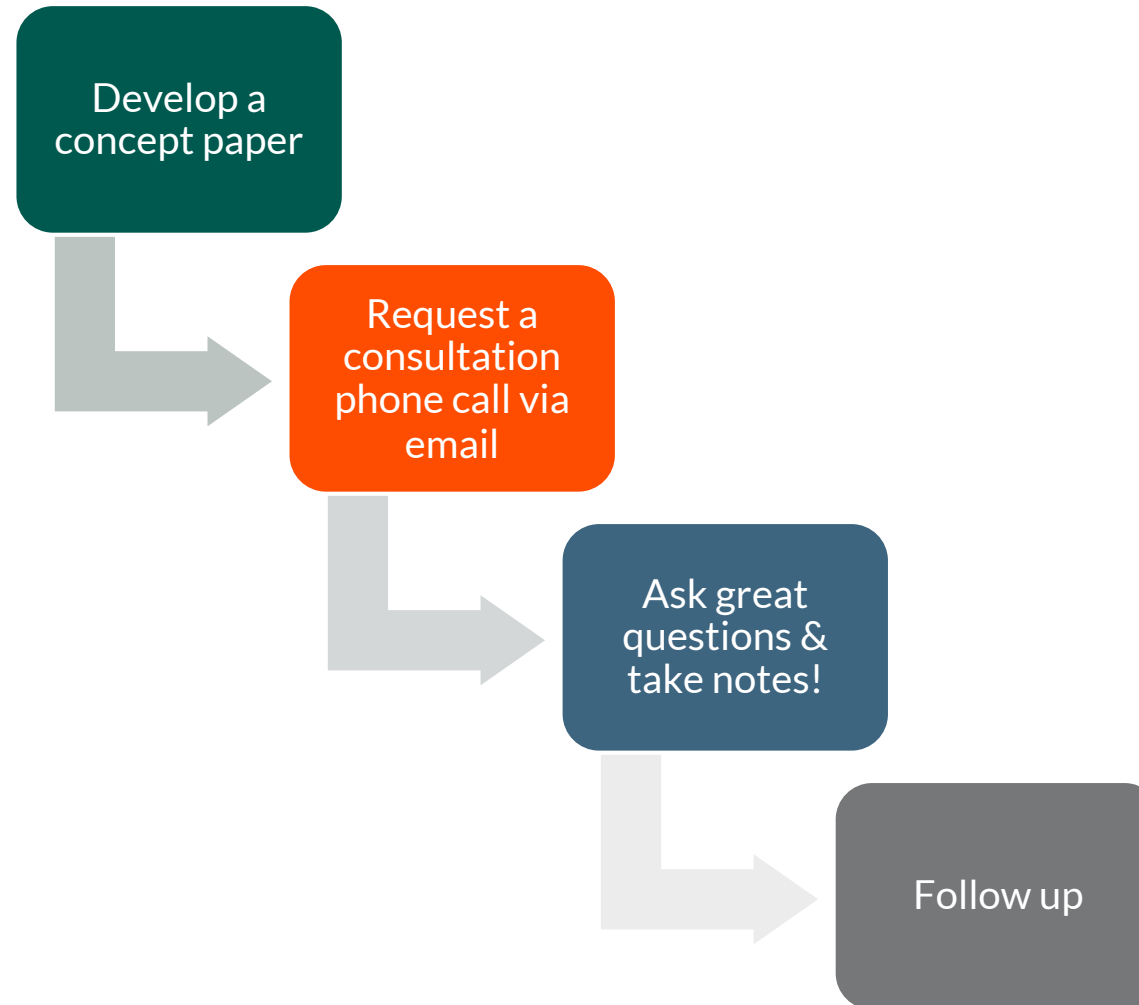 Develop a
concept paper
Request a
consultation
phone call via
email
Ask great
questions &
take notes!
Follow up